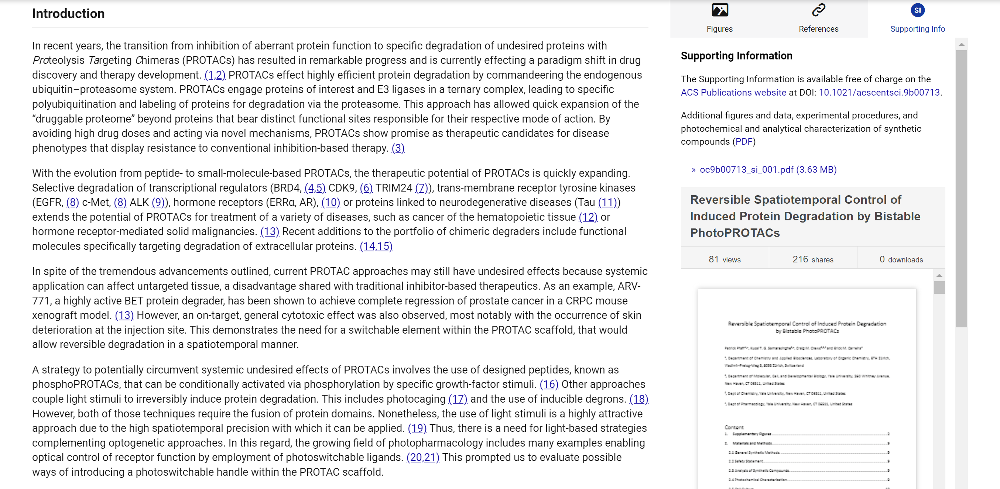 Introduction
In recent years, the transition from inhibition of aberrant protein function to specific degradation of undesired proteins with
Proteolysis Targeting Chimeras (PROTACs) has resulted in remarkable progress and is currently effecting a paradigm shift in drug
discovery and therapy development. (1,2) PROTACs effect highly efficient protein degradation by commandeering the endogenous
ubiquitin–proteasome system. PROTACs engage proteins of interest and E3 ligases in a ternary complex, leading to specific
polyubiquitination and labeling of proteins for degradation via the proteasome. This approach has allowed quick expansion of the
“druggable proteome” beyond proteins that bear distinct functional sites responsible for their respective mode of action. By
avoiding high drug doses and acting via novel mechanisms, PROTACs show promise as therapeutic candidates for disease
phenotypes that display resistance to conventional inhibition-based therapy. (3)
With the evolution from peptide- to small-molecule-based PROTACs, the therapeutic potential of PROTACs is quickly expanding.
Selective degradation of transcriptional regulators (BRD4, (4,5) CDK9, (6) TRIM24 (7)), trans-membrane receptor tyrosine kinases
(EGFR, (8) c-Met, (8) ALK (9)), hormone receptors (ERRα, AR), (10) or proteins linked to neurodegenerative diseases (Tau (11))
extends the potential of PROTACs for treatment of a variety of diseases, such as cancer of the hematopoietic tissue (12) or
hormone receptor-mediated solid malignancies. (13) Recent additions to the portfolio of chimeric degraders include functional
molecules specifically targeting degradation of extracellular proteins. (14,15)
In spite of the tremendous advancements outlined, current PROTAC approaches may still have undesired effects because systemic
application can affect untargeted tissue, a disadvantage shared with traditional inhibitor-based therapeutics. As an example, ARV-
771, a highly active BET protein degrader, has been shown to achieve complete regression of prostate cancer in a CRPC mouse
xenograft model. (13) However, an on-target, general cytotoxic effect was also observed, most notably with the occurrence of skin
deterioration at the injection site. This demonstrates the need for a switchable element within the PROTAC scaffold, that would
allow reversible degradation in a spatiotemporal manner.
A strategy to potentially circumvent systemic undesired effects of PROTACs involves the use of designed peptides, known as
phosphoPROTACs, that can be conditionally activated via phosphorylation by specific growth-factor stimuli. (16) Other approaches
couple light stimuli to irreversibly induce protein degradation. This includes photocaging (17) and the use of inducible degrons. (18)
However, both of those techniques require the fusion of protein domains. Nonetheless, the use of light stimuli is a highly attractive
approach due to the high spatiotemporal precision with which it can be applied. (19) Thus, there is a need for light-based strategies
complementing optogenetic approaches. In this regard, the growing field of photopharmacology includes many examples enabling
optical control of receptor function by employment of photoswitchable ligands. (20,21) This prompted us to evaluate possible
ways of introducing a photoswitchable handle within the PROTAC scaffold.
Figures
References
SI
Supporting Info
Supporting Information
The Supporting Information is available free of charge on the
ACS Publications website at DOI: 10.1021/acscentsci.9b00713.
Additional figures and data, experimental procedures, and
photochemical and analytical characterization of synthetic
compounds (PDF)
» oc9b00713_si_001.pdf (3.63 MB)
Reversible Spatiotemporal Control of
Induced Protein Degradation by Bistable
PhotoPROTACs
81 views
216 shares
0 downloads
Reversible Spatiotemporal Control of Induced Protein Degradation
by Bistable PhotoPROTACs
Patrick Pfaff, Kusal T. G. Samarasinghe, Craig M. Crews and Erick M. Carreira
Department of Chemistry and Applied Biosciences, Laboratory of Organic Chemistry, ETH Zürich,
Vladimir-Prelog-Weg 3, 8093 Zürich, Switzerland
Department of Molecular, Cell, and Developmental Biology, Yale University, 260 Whitney Avenue,
New Haven, CT 06511, United States
Dept of Chemistry, Yale University, New Haven, CT 06511, United States
Dept of Pharmacology, Yale University, New Haven, CT 06511, United States
Content
1. Supplementary Figures 2
2. Materials and Methods 9
2.1 General Synthetic Methods 9
2.2 Safety Statement 9
2.3 Analysis of Synthetic Compounds 9
2.4 Photochemical Characterization 9